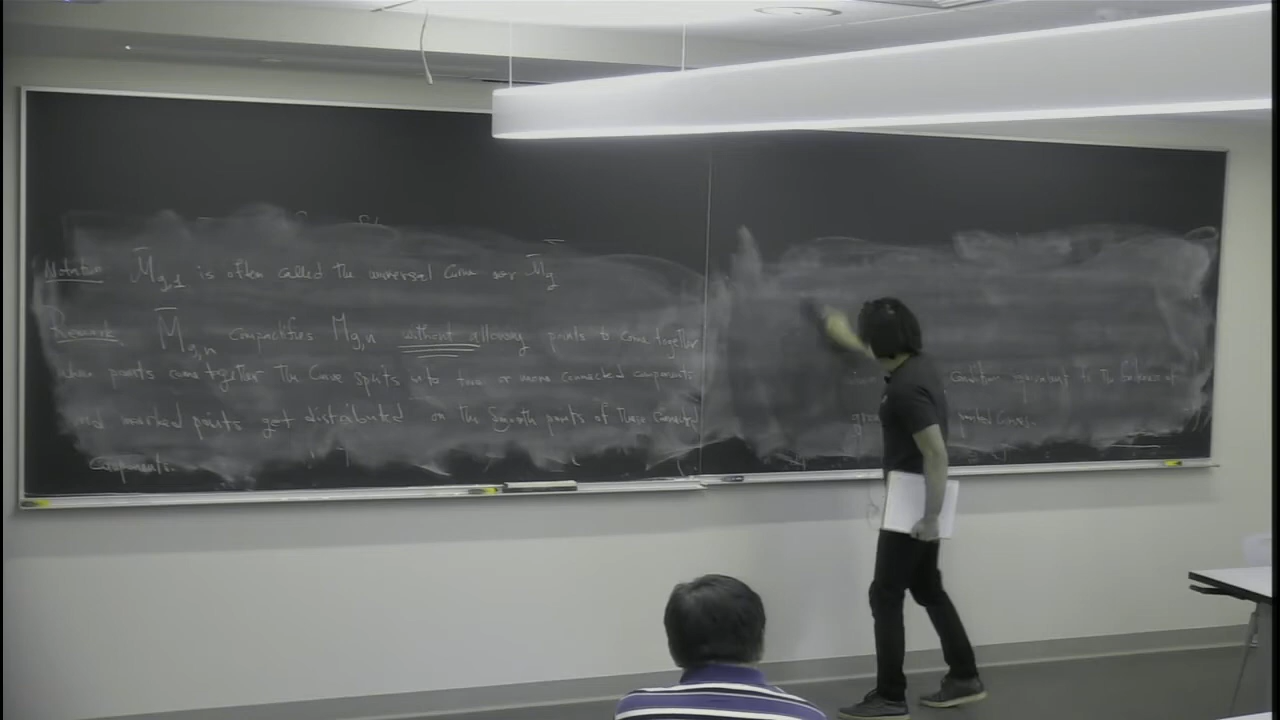 Notation M̄g,1 is often called the universal Curve over M̄g
Remark M̄g,n compactifies Mg,n without allowing points to come together
when points come together the Curve splits into two or more connected components
and marked points get distributed on the Smooth points of these Connected
Components.
condition equivalent to the finiteness of
pointed Curves.